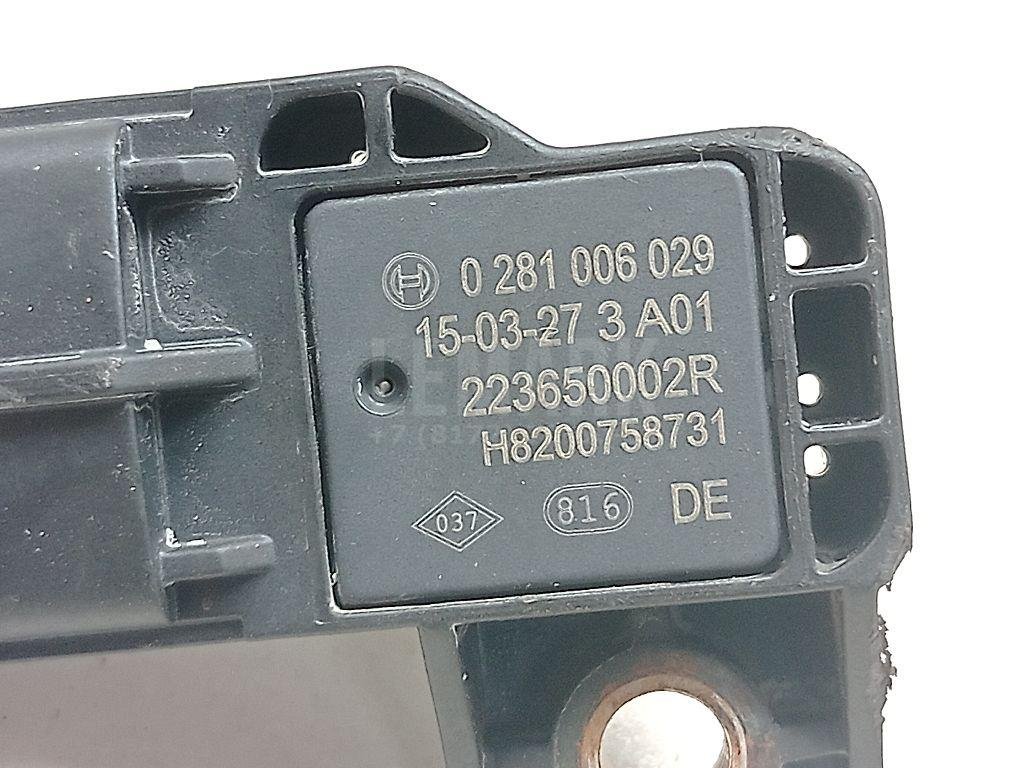 0 281 006 029
15-03-27 3 A01
223650002R
H8200758731
037 816 DE